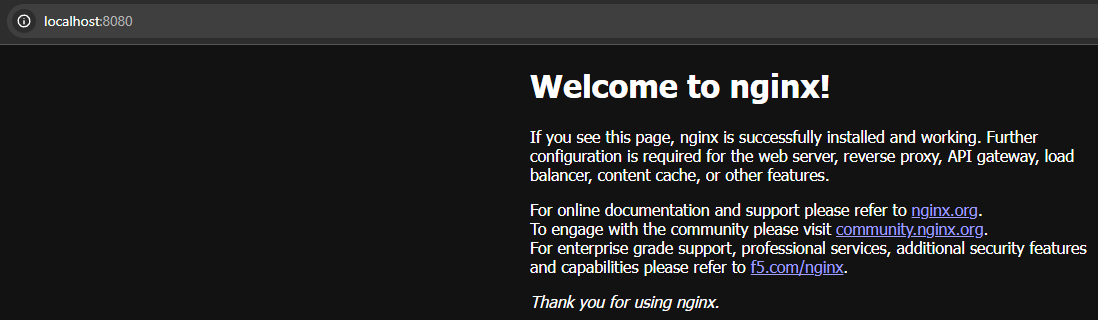 localhost:8080
Welcome to nginx!
If you see this page, nginx is successfully installed and working. Further
configuration is required for the web server, reverse proxy, API gateway, load
balancer, content cache, or other features.
For online documentation and support please refer to nginx.org.
To engage with the community please visit community.nginx.org.
For enterprise grade support, professional services, additional security features
and capabilities please refer to f5.com/nginx.
Thank you for using nginx.